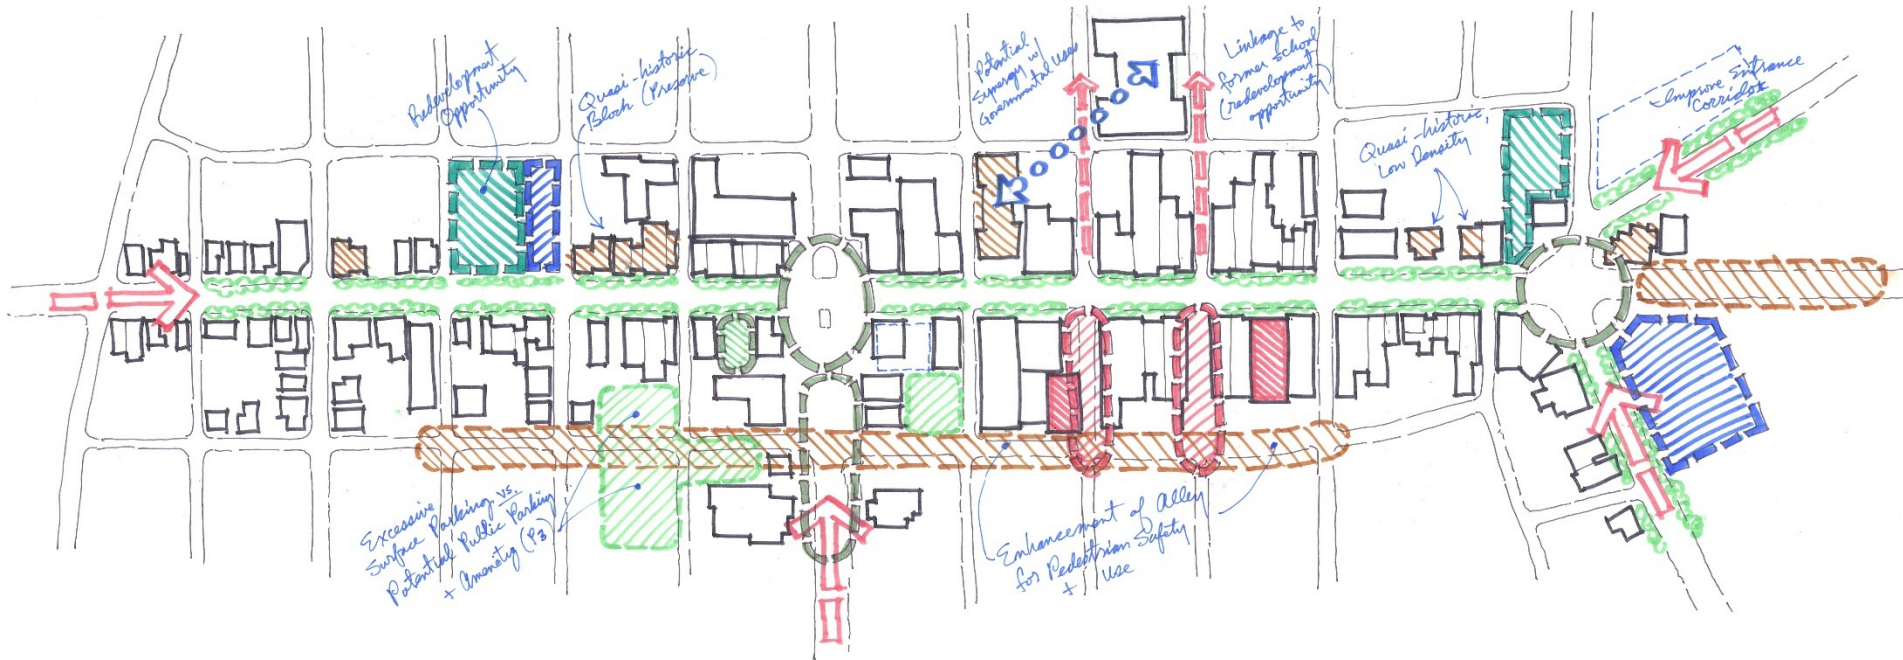 Redevelopment
Opportunity
Quasi-historic
Block (Preserve)
Potential
Synergy w/
Governmental Uses
Linkage to
former school
(redevelopment
opportunity)
Quasi-historic,
Low Density
Improve Entrance
Corridor
Excessive
Surface Parking vs.
Potential Public Parking
+ Amenity (P3)
Enhancement of Alley
for Pedestrian Safety
+ Use